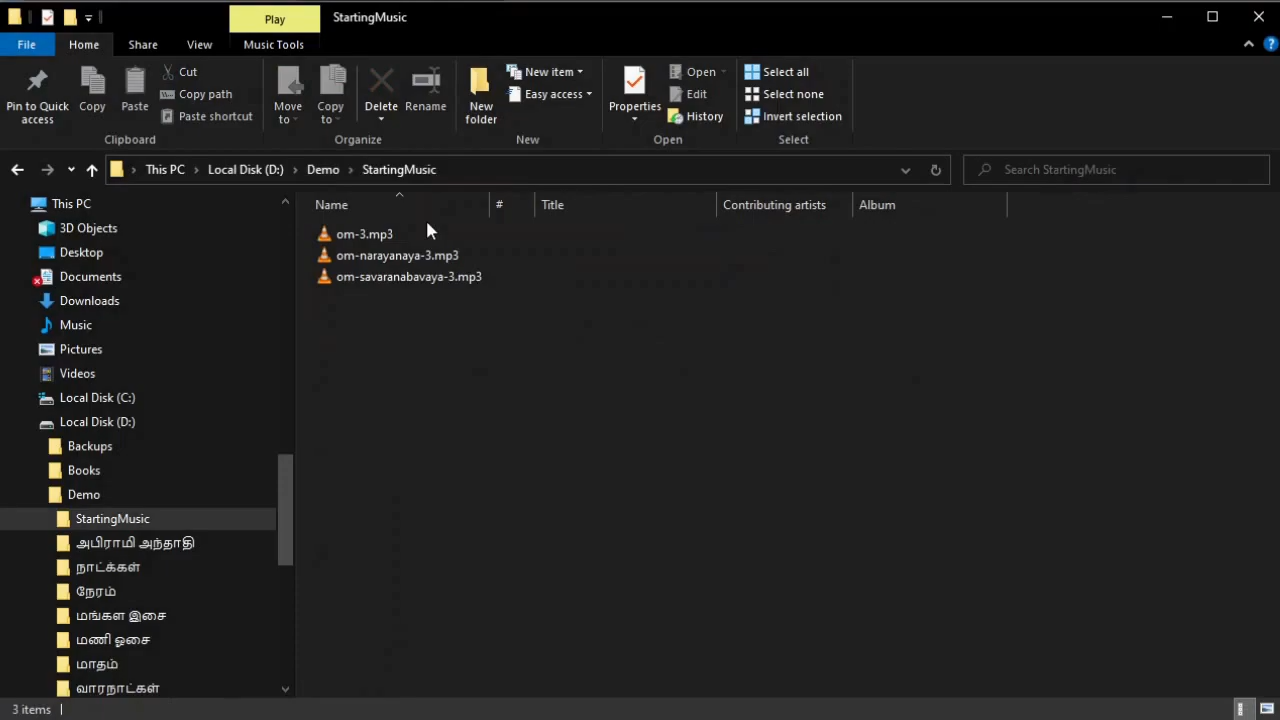 Play
StartingMusic
File
Home
Share
View
Music Tools
Pin to Quick access
Copy
Paste
Cut
Copy path
Paste shortcut
Clipboard
Move to
Copy to
Delete
Rename
Organize
New folder
New item
Easy access
New
Properties
Open
Edit
History
Open
Select all
Select none
Invert selection
Select
This PC
Local Disk (D:)
Demo
StartingMusic
Search StartingMusic
This PC
3D Objects
Desktop
Documents
Downloads
Music
Pictures
Videos
Local Disk (C:)
Local Disk (D:)
Backups
Books
Demo
StartingMusic
அபிராமி அந்தாதி
நாட்க்கள்
நேரம்
மங்கள இசை
மணி ஓசை
மாதம்
வாரநாட்கள்
Name
#
Title
Contributing artists
Album
om-3.mp3
om-narayanaya-3.mp3
om-savaranabavaya-3.mp3
3 items